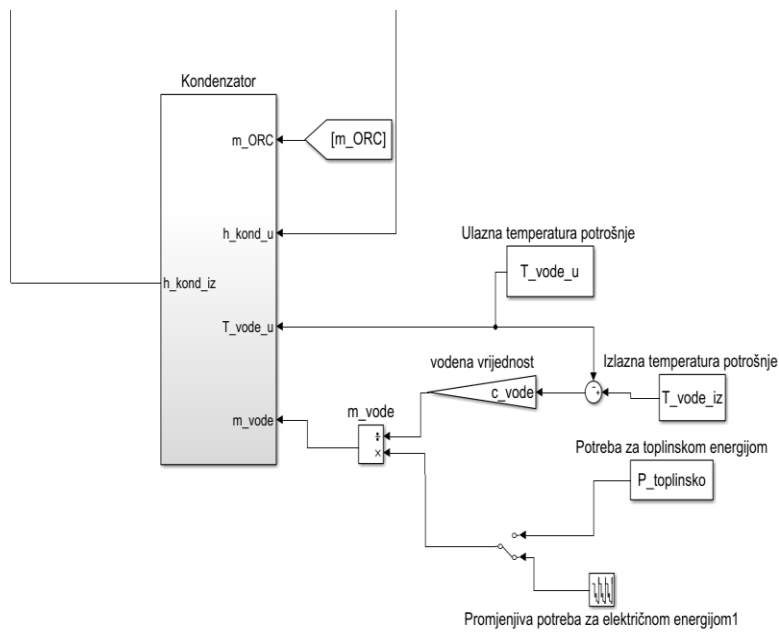 Kondenzator
m_ORC
[m_ORC]
h_kond_u
Ulazna temperatura potrošnje
T_vode_u
h_kond_iz
T_vode_u
vodena vrijednost
Izlazna temperatura potrošnje
c_vode
- +
T_vode_iz
m_vode
m_vode
÷
x
Potreba za toplinskom energijom
P_toplinsko
Promjenjiva potreba za električnom energijom1